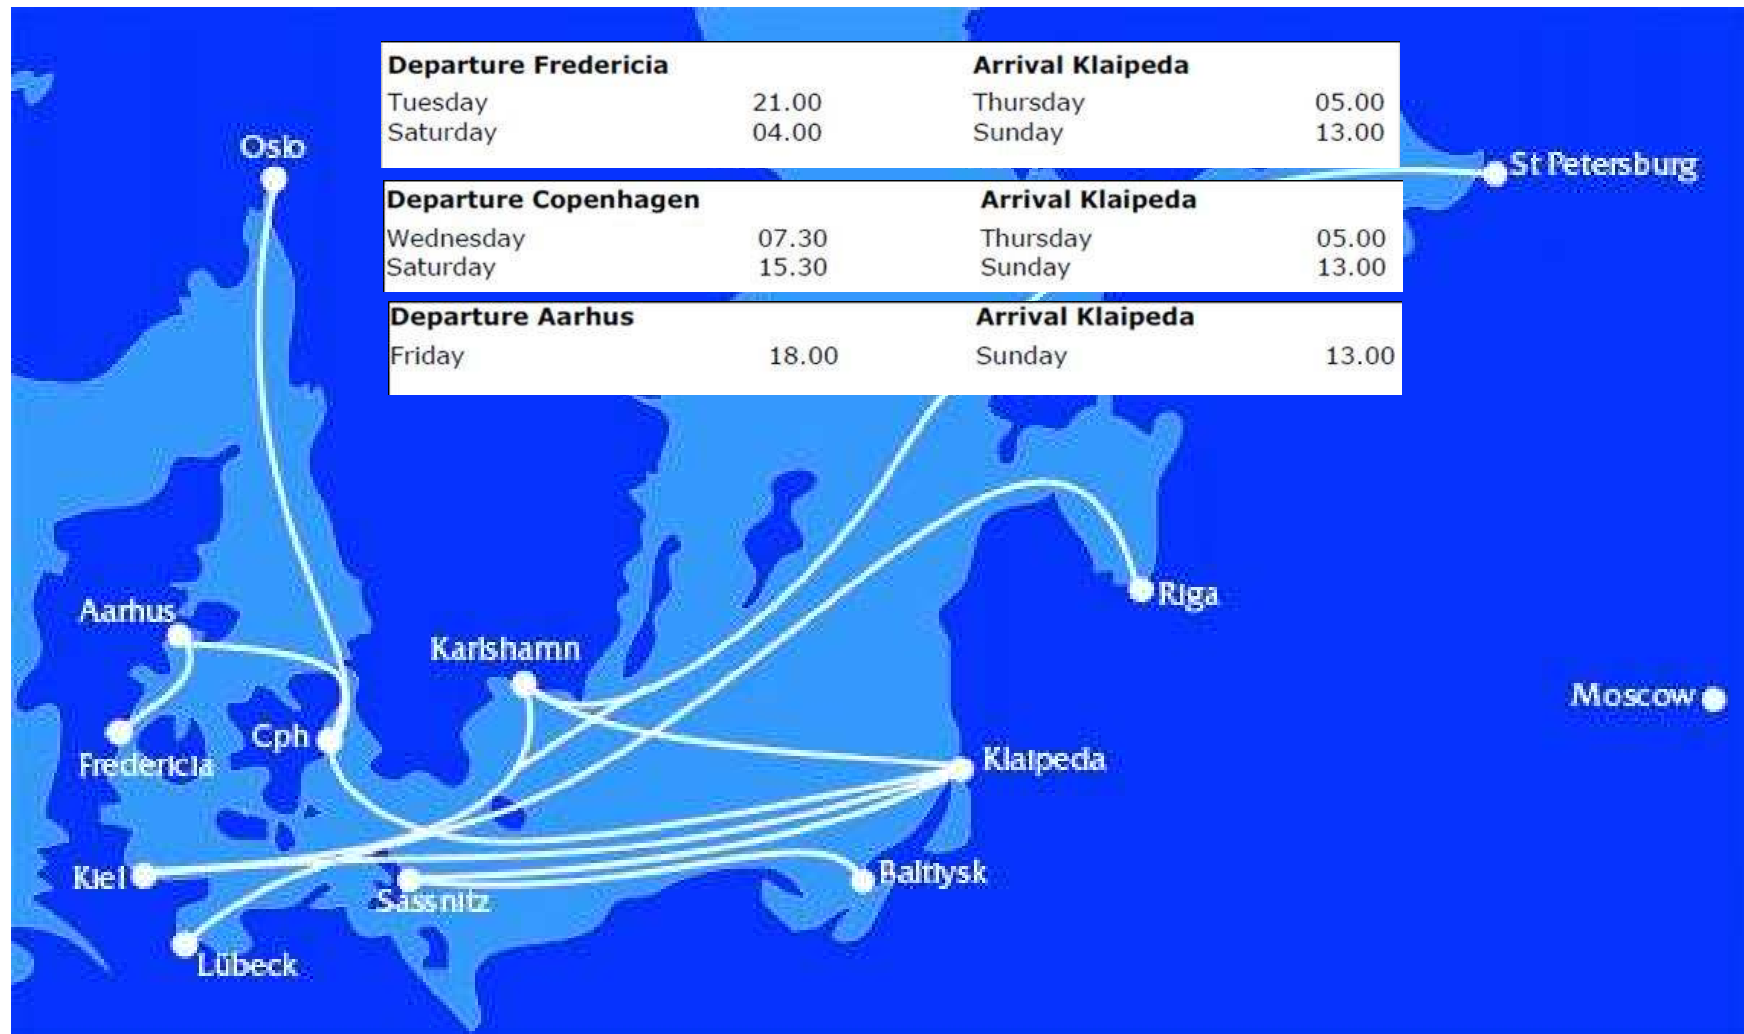 Departure Fredericia Arrival Klaipeda
Tuesday 21.00 Thursday 05.00
Saturday 04.00 Sunday 13.00
Departure Copenhagen Arrival Klaipeda
Wednesday 07.30 Thursday 05.00
Saturday 15.30 Sunday 13.00
Departure Aarhus Arrival Klaipeda
Friday 18.00 Sunday 13.00
Oslo
St Petersburg
Aarhus
Riga
Karlshamn
Moscow
Cph
Fredericia
Klaipeda
Kiel
Sassnitz
Baltiysk
Lübeck